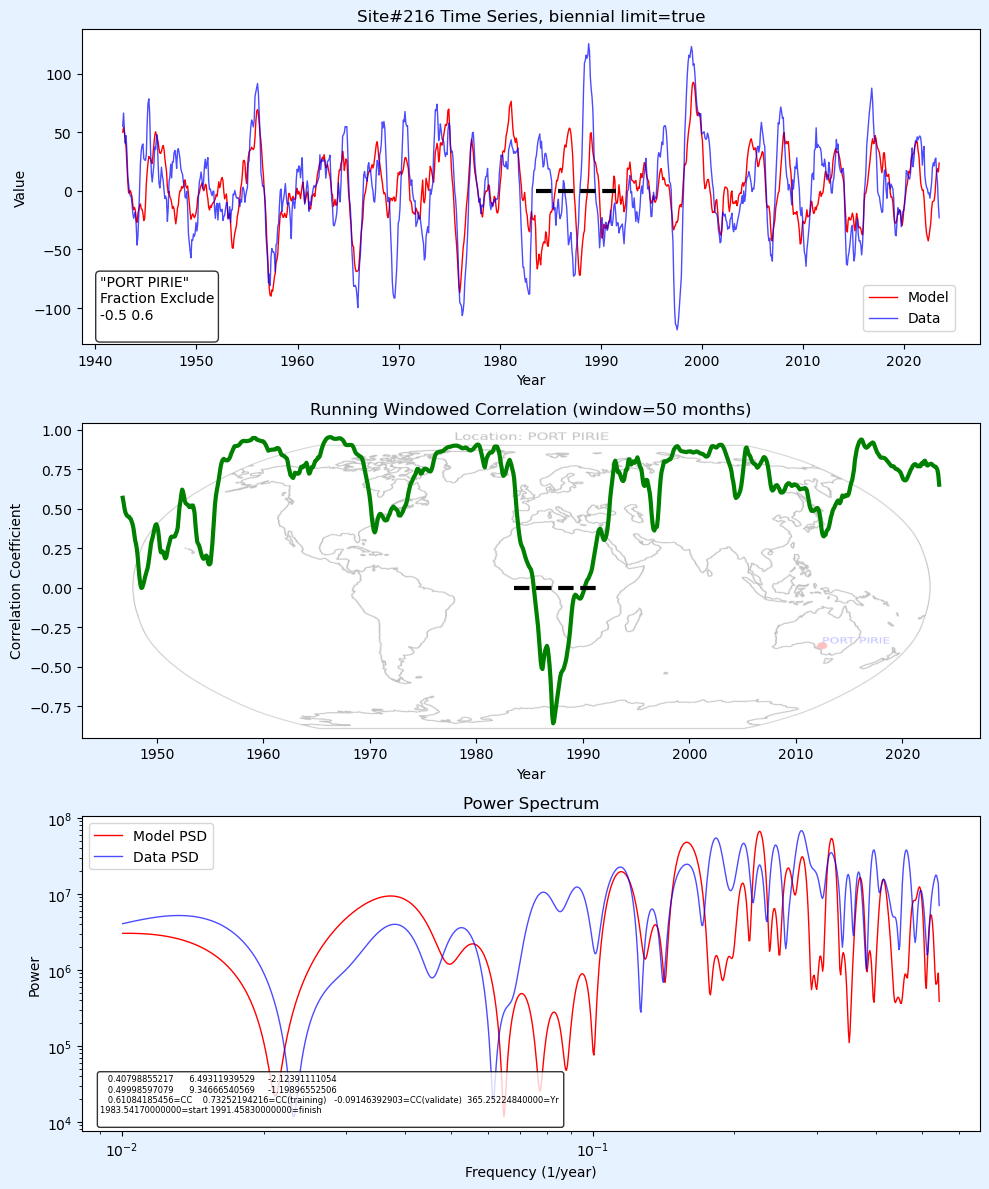 Site#216 Time Series, biennial limit=true
Value
100
50
0
−50
−100
"PORT PIRIE"
Fraction Exclude
-0.5 0.6
Model
Data
1940 1950 1960 1970 1980 1990 2000 2010 2020
Year
Running Windowed Correlation (window=50 months)
Location: PORT PIRIE
Correlation Coefficient
1.00
0.75
0.50
0.25
0.00
−0.25
−0.50
−0.75
PORT PIRIE
1950 1960 1970 1980 1990 2000 2010 2020
Year
Power Spectrum
Model PSD
Data PSD
Power
10^8
10^7
10^6
10^5
10^4
0.40798855217 6.49311939529 -2.12391111054
0.49998597079 9.34666540569 -1.19896552506
0.61084185456=CC 0.73252194216=CC(training) -0.09146392903=CC(validate) 365.25224840000=Yr
1983.54170000000=start 1991.45830000000=finish
10^−2 10^−1
Frequency (1/year)